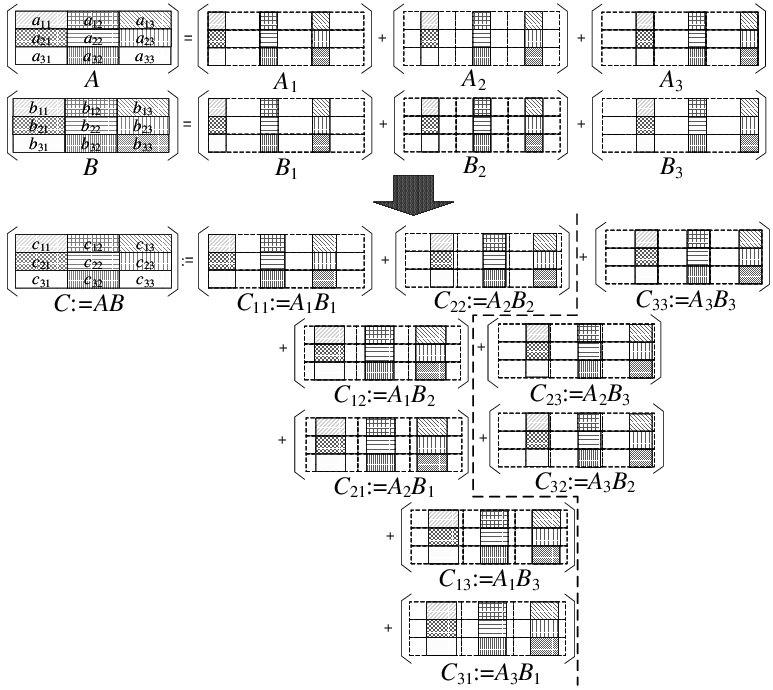 a11 a12 a13 = + +
a21 a22 a23
a31 a32 a33
A A1 A2 A3
b11 b12 b13 = + +
b21 b22 b23
b31 b32 b33
B B1 B2 B3
c11 c12 c13 := + +
c21 c22 c23
c31 c32 c33
C:=AB C11:=A1B1 C22:=A2B2 C33:=A3B3
+ +
C12:=A1B2 C23:=A2B3
+ +
C21:=A2B1 C32:=A3B2
+
C13:=A1B3
+
C31:=A3B1